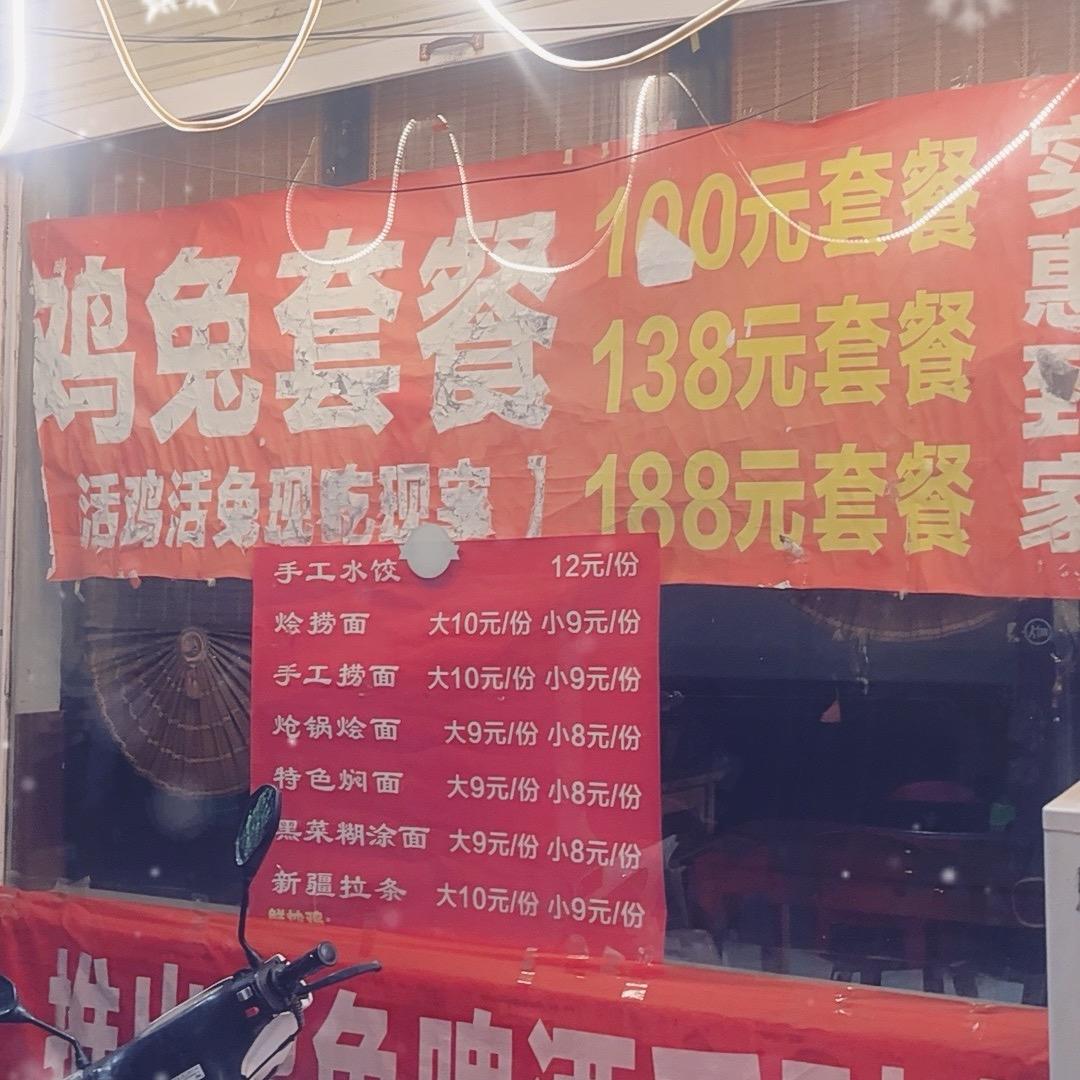 鸡兔套餐
活鸡活兔现吃现宰）
100元套餐
138元套餐
188元套餐
实惠到家
手工水饺 12元/份
烩捞面 大10元/份 小9元/份
手工捞面 大10元/份 小9元/份
炝锅烩面 大9元/份 小8元/份
特色焖面 大9元/份 小8元/份
黑菜糊涂面 大9元/份 小8元/份
新疆拉条 大10元/份 小9元/份
推出
兔啤酒